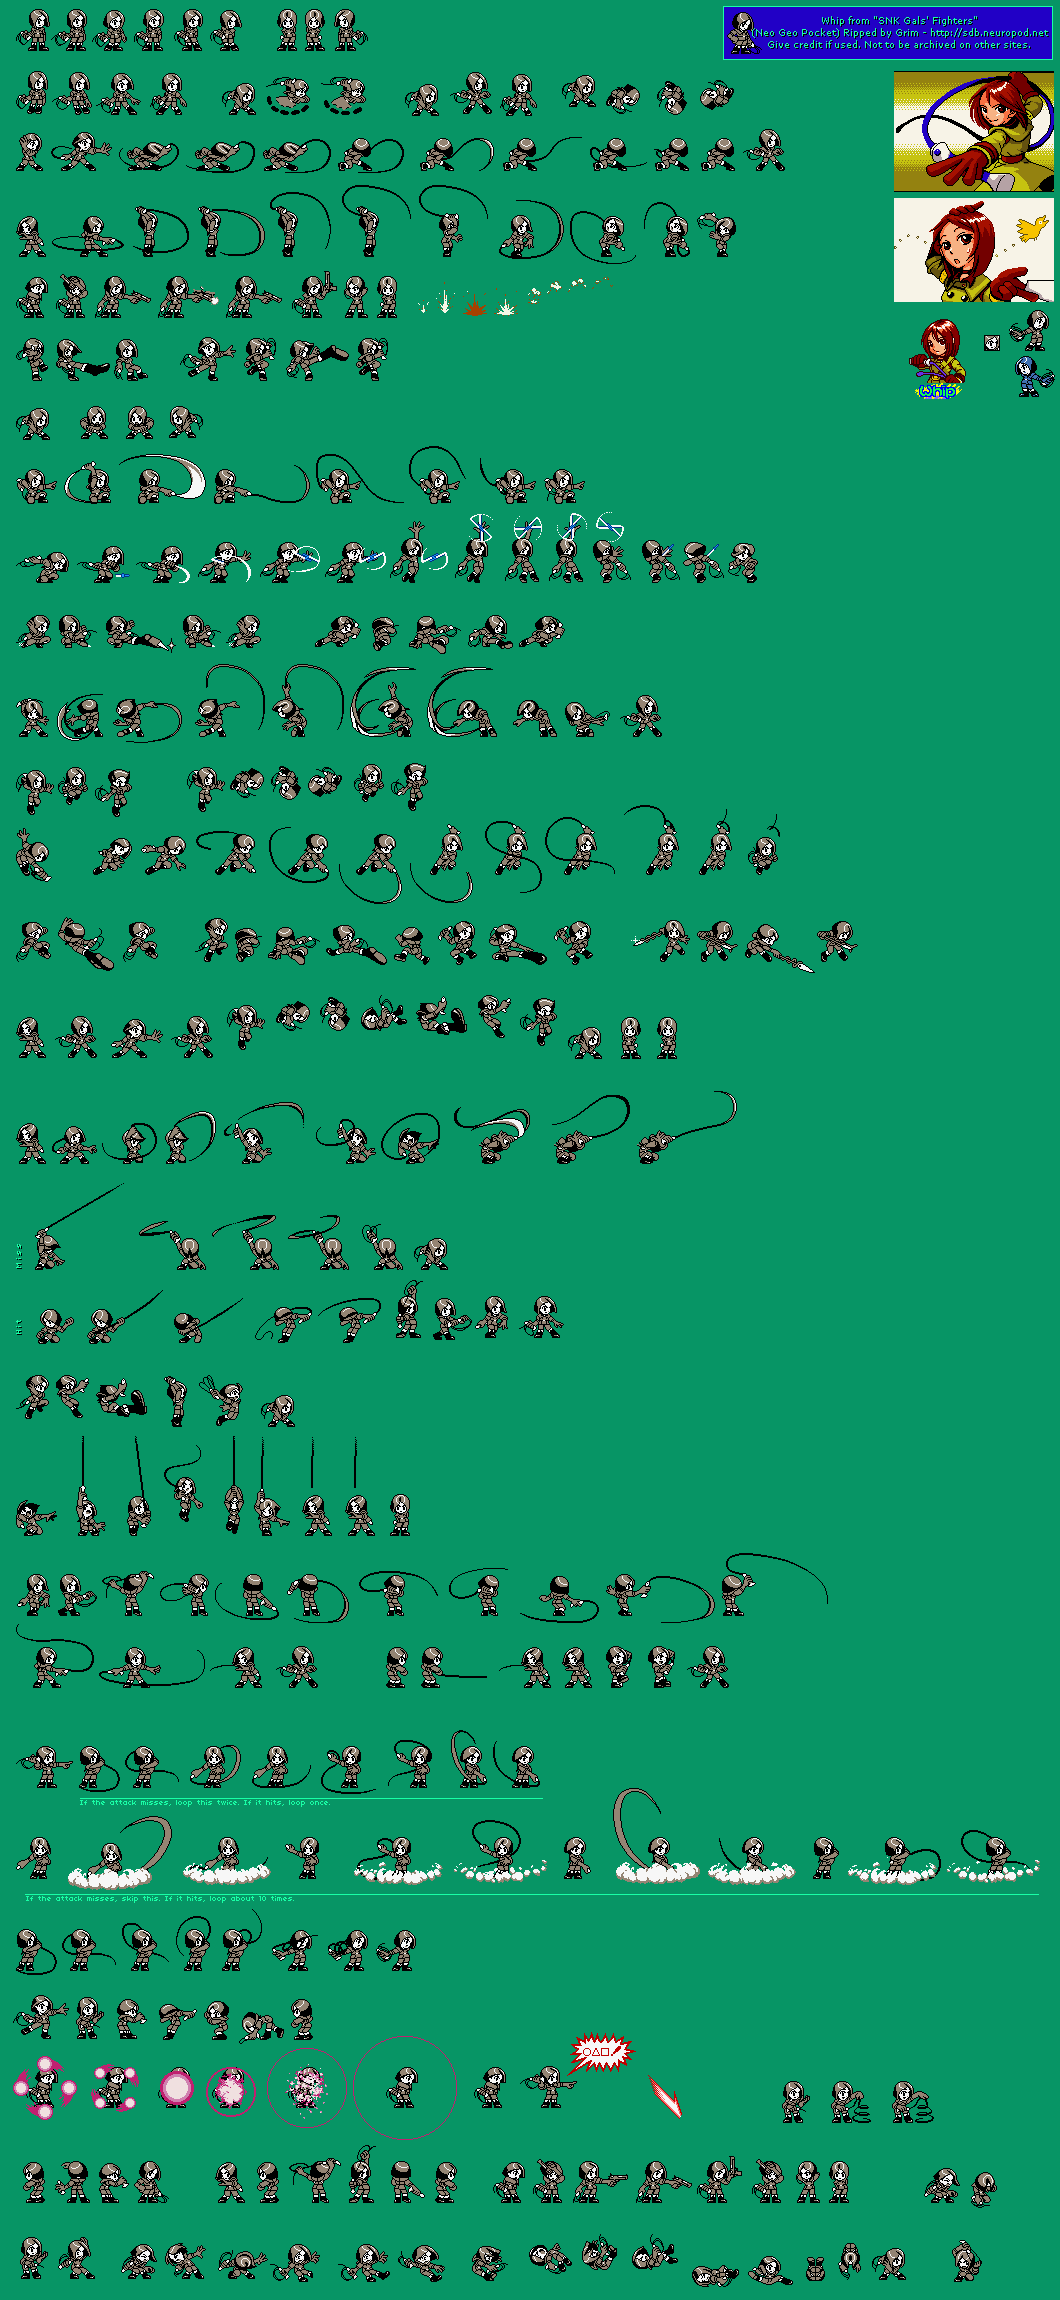 Whip from "SNK Gals' Fighters"
(Neo Geo Pocket) Ripped by Grim - http://sdb.neuropod.net
Give credit if used. Not to be archived on other sites.
Whip
Miss
Hit
If the attack misses, loop this twice. If it hits, loop once.
If the attack misses, skip this. If it hits, loop about 10 times.
○△□!